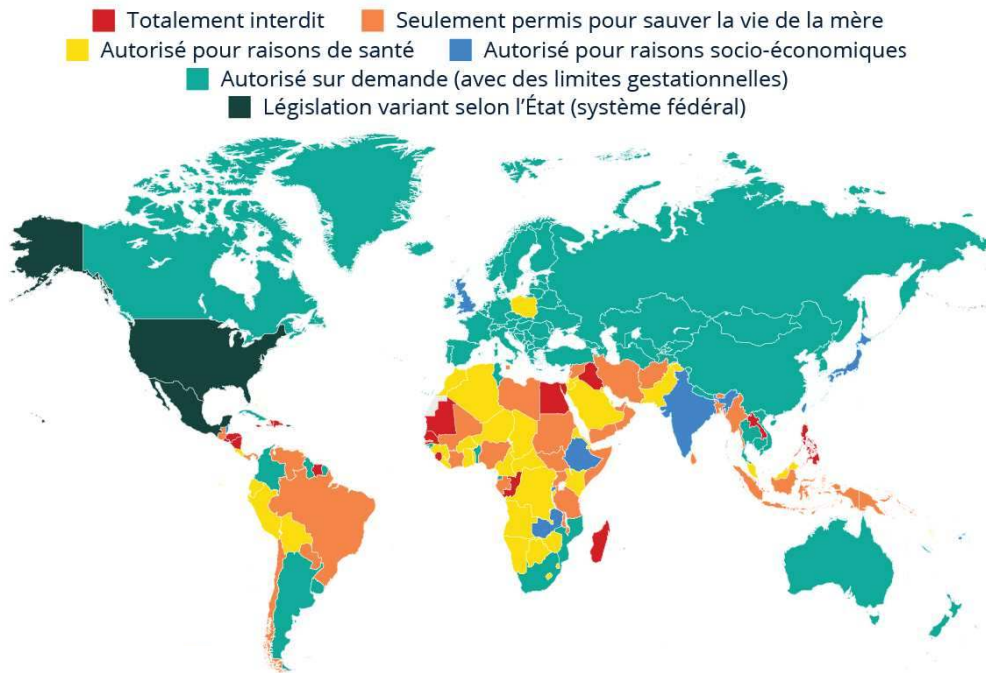 Totalement interdit Seulement permis pour sauver la vie de la mère
Autorisé pour raisons de santé Autorisé pour raisons socio-économiques
Autorisé sur demande (avec des limites gestationnelles)
Législation variant selon l’État (système fédéral)